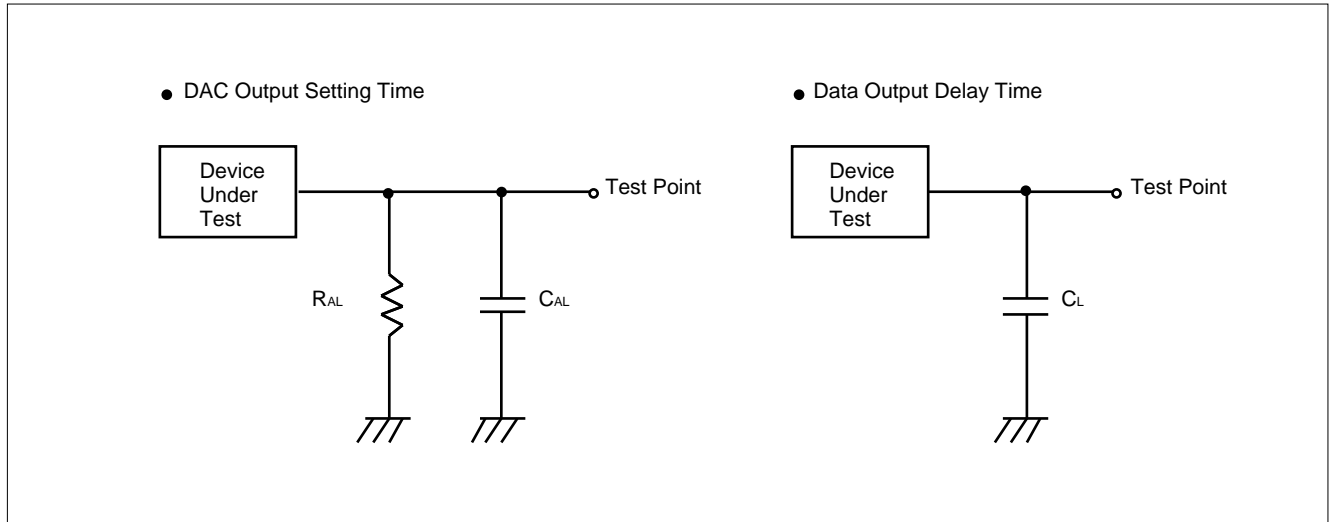 ● DAC Output Setting Time
Device
Under
Test
Test Point
RAL
CAL
● Data Output Delay Time
Device
Under
Test
Test Point
CL